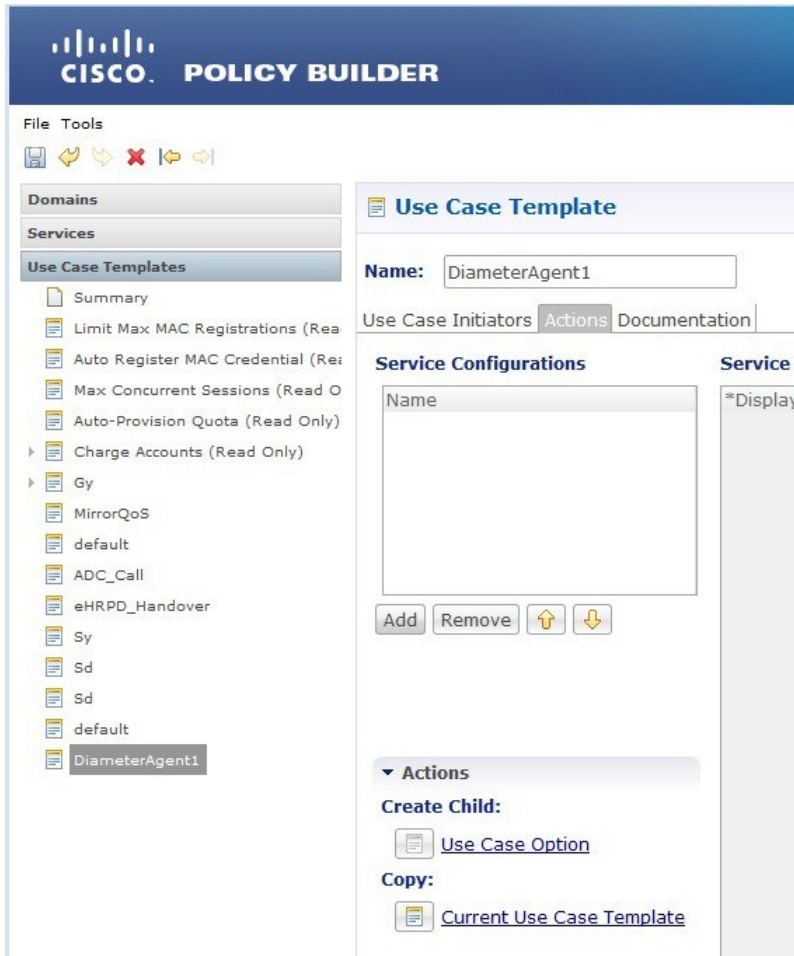 CISCO. POLICY BUILDER
File Tools
Domains
Services
Use Case Templates
Summary
Limit Max MAC Registrations (Rea
Auto Register MAC Credential (Rea
Max Concurrent Sessions (Read O
Auto-Provision Quota (Read Only)
Charge Accounts (Read Only)
Gy
MirrorQoS
default
ADC_Call
eHRPD_Handover
Sy
Sd
Sd
default
DiameterAgent1
Use Case Template
Name: DiameterAgent1
Use Case Initiators Actions Documentation
Service Configurations
Name
Add Remove
Service
*Display
Actions
Create Child:
Use Case Option
Copy:
Current Use Case Template